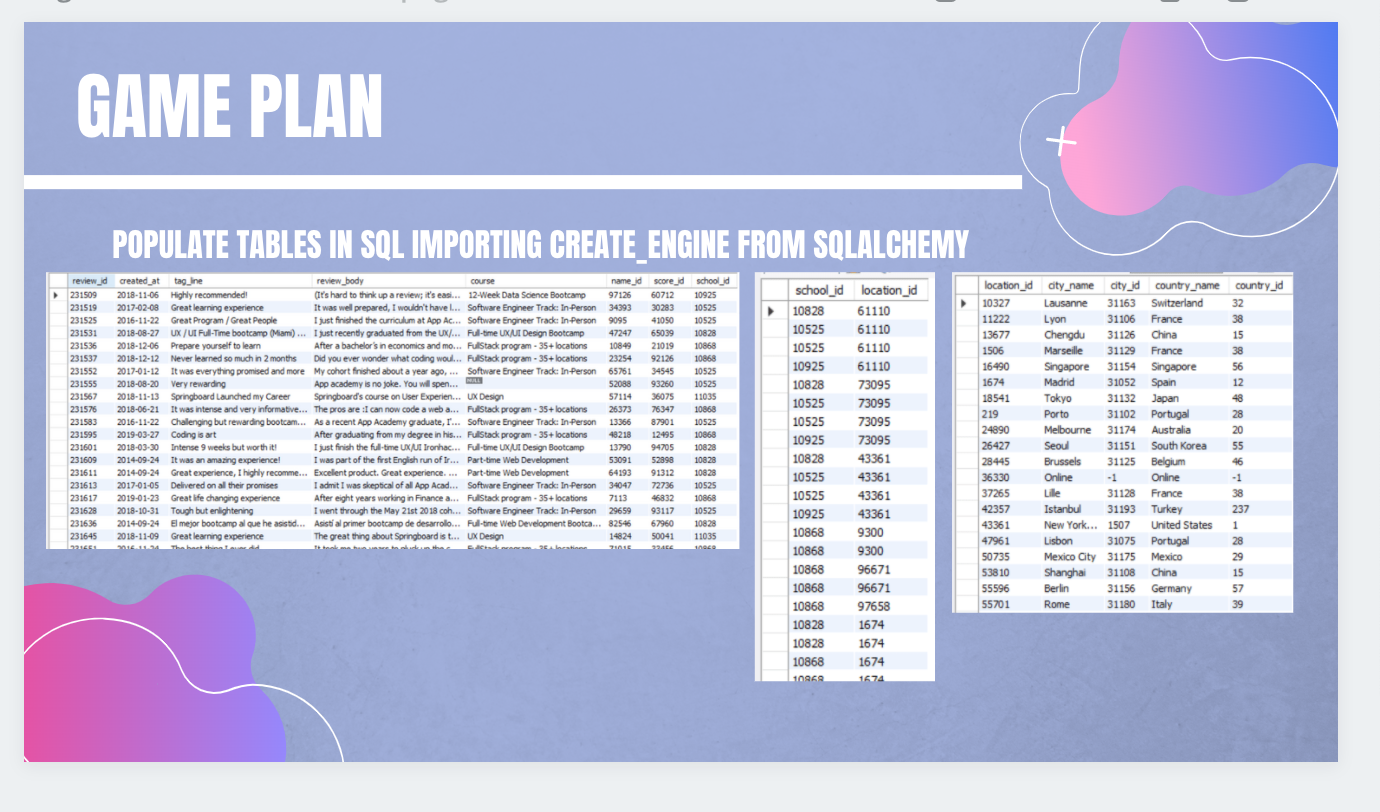 GAME PLAN
POPULATE TABLES IN SQL IMPORTING CREATE_ENGINE FROM SQLALCHEMY
review_id created_at tag_line review_body course name_id score_id school_id
231509 2018-11-06 Highly recommended! (It's hard to think up a review; it's easi... 12-Week Data Science Bootcamp 97126 60712 10925
231519 2017-02-08 Great learning experience It was well prepared, I wouldn't have l... Software Engineer Track: In-Person 34393 30283 10525
231525 2016-11-22 Great Program / Great People I just finished the curriculum at App Ac... Software Engineer Track: In-Person 9095 41050 10525
231531 2018-08-27 UX / UI Full-Time bootcamp (Miami) ... I just recently graduated from the UX/... Full-time UX/UI Design Bootcamp 47247 65039 10828
231536 2018-12-06 Prepare yourself to learn After a bachelor's in economics and mo... FullStack program - 35+ locations 10849 21019 10868
231537 2018-12-12 Never learned so much in 2 months Did you ever wonder what coding woul... FullStack program - 35+ locations 23254 92126 10868
231552 2017-01-12 It was everything promised and more My cohort finished about a year ago, ... Software Engineer Track: In-Person 65761 34545 10525
231555 2018-08-20 Very rewarding App academy is no joke. You will spen... NULL 52088 93260 10525
231567 2018-11-13 Springboard Launched my Career Springboard's course on User Experien... UX Design 57114 36075 11035
231576 2018-06-21 It was intense and very informative... The pros are :I can now code a web a... FullStack program - 35+ locations 26373 76347 10868
231583 2016-11-22 Challenging but rewarding bootcam... As a recent App Academy graduate, I'... Software Engineer Track: In-Person 13366 87901 10525
231595 2019-03-27 Coding is art After graduating from my degree in his... FullStack program - 35+ locations 48218 12495 10868
231601 2018-03-30 Intense 9 weeks but worth it! I just finish the full-time UX/UI Ironhac... Full-time UX/UI Design Bootcamp 13790 94705 10828
231609 2014-09-24 It was an amazing experience! I was part of the first English run of Ir... Part-time Web Development 53091 52898 10828
231611 2014-09-24 Great experience, I highly recomme... Excellent product. Great experience. ... Part-time Web Development 64193 91312 10828
231613 2017-01-05 Delivered on all their promises I admit I was skeptical of all App Acad... Software Engineer Track: In-Person 34047 72736 10525
231617 2019-01-23 Great life changing experience After eight years working in Finance a... FullStack program - 35+ locations 7113 46832 10868
231628 2018-10-31 Tough but enlightening I went through the May 21st 2018 coh... Software Engineer Track: In-Person 29659 93117 10525
231636 2014-09-24 El mejor bootcamp al que he asistid... Asistí al primer bootcamp de desarrollo... Full-time Web Development Bootca... 82546 67960 10828
231645 2018-11-09 Springboard The great thing about Springboard is t... UX Design 14824 50041 11035
school_id location_id
10828 61110
10525 61110
10525 61110
10925 61110
10828 73095
10525 73095
10525 73095
10925 73095
10828 43361
10525 43361
10525 43361
10925 43361
10868 9300
10868 9300
10868 96671
10868 96671
10868 97658
10828 1674
10828 1674
10868 1674
10868 1674
location_id city_name city_id country_name country_id
10327 Lausanne 31163 Switzerland 32
11222 Lyon 31106 France 38
13677 Chengdu 31126 China 15
1506 Marseille 31129 France 38
16490 Singapore 31154 Singapore 56
1674 Madrid 31052 Spain 12
18541 Tokyo 31132 Japan 48
219 Porto 31102 Portugal 28
24890 Melbourne 31174 Australia 20
26427 Seoul 31151 South Korea 55
28445 Brussels 31125 Belgium 46
36330 Online -1 Online -1
37265 Lille 31128 France 38
42357 Istanbul 31193 Turkey 237
43361 New York... 1507 United States 1
47961 Lisbon 31075 Portugal 28
50735 Mexico City 31175 Mexico 29
53810 Shanghai 31108 China 15
55596 Berlin 31156 Germany 57
55701 Rome 31180 Italy 39